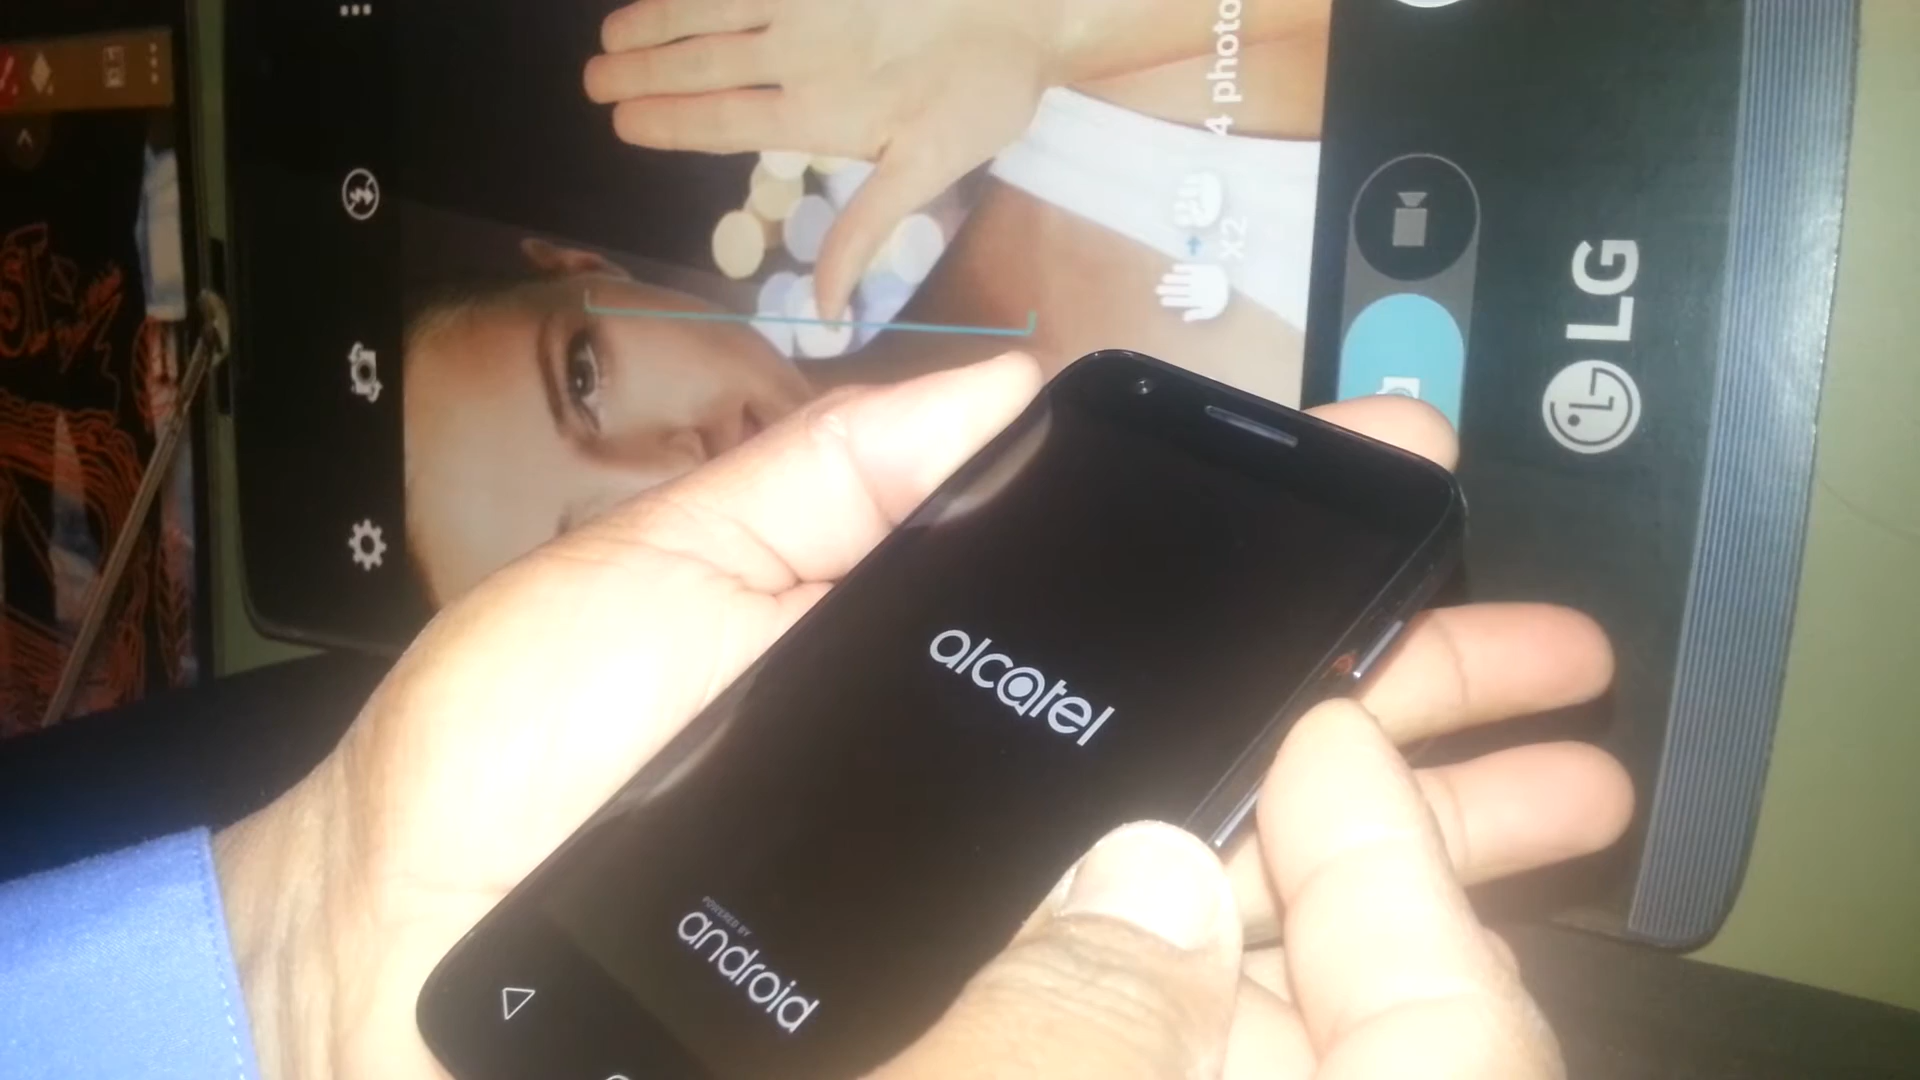 alcatel
POWERED BY
android
4 photo
X2
LG